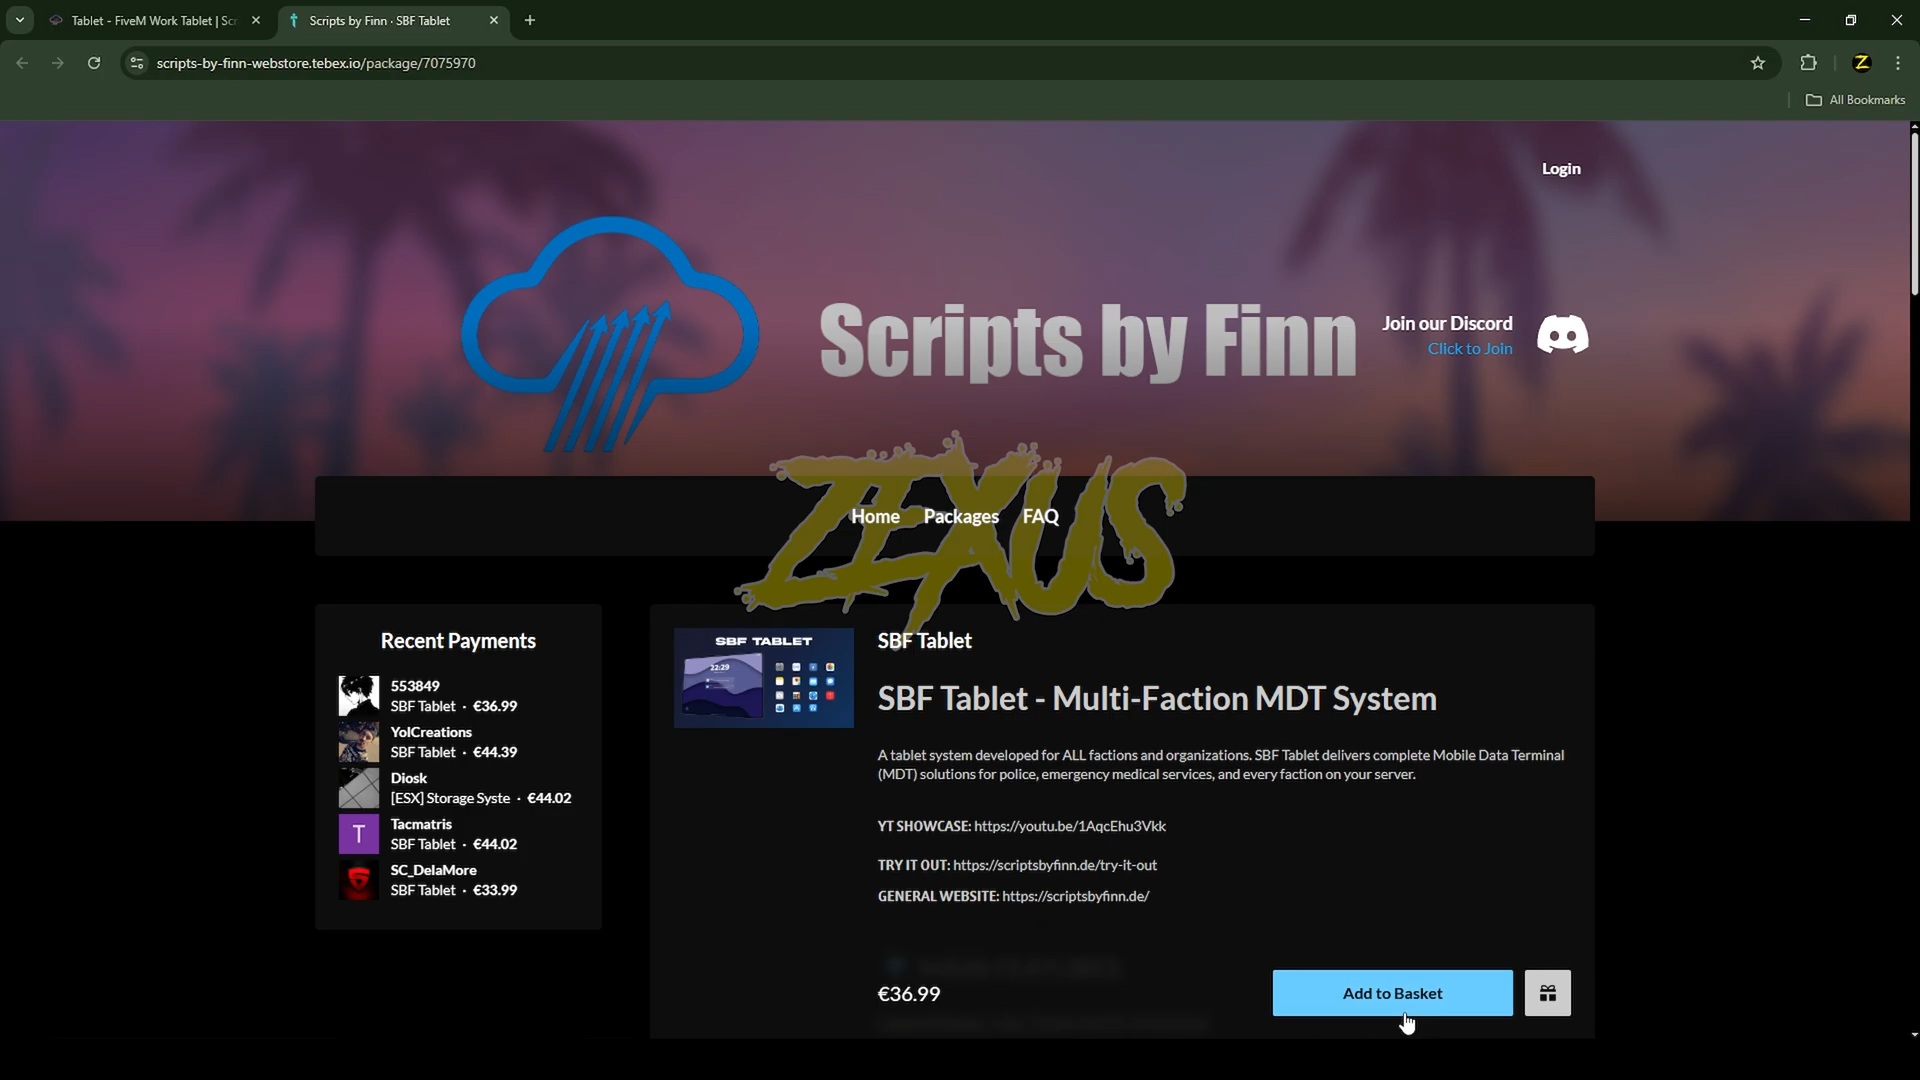 Tablet - FiveM Work Tablet | Scr
Scripts by Finn · SBF Tablet
scripts-by-finn-webstore.tebex.io/package/7075970
Z
All Bookmarks
Login
Scripts by Finn
Join our Discord
Click to Join
ZEXUS
Home
Packages
FAQ
Recent Payments
553849
SBF Tablet · €36.99
YolCreations
SBF Tablet · €44.39
Diosk
[ESX] Storage Syste · €44.02
T
Tacmatris
SBF Tablet · €44.02
SC_DelaMore
SBF Tablet · €33.99
SBF TABLET
22:29
SBF Tablet
SBF Tablet - Multi-Faction MDT System
A tablet system developed for ALL factions and organizations. SBF Tablet delivers complete Mobile Data Terminal
(MDT) solutions for police, emergency medical services, and every faction on your server.
YT SHOWCASE: https://youtu.be/1AqcEhu3Vkk
TRY IT OUT: https://scriptsbyfinn.de/try-it-out
GENERAL WEBSITE: https://scriptsbyfinn.de/
€36.99
Add to Basket